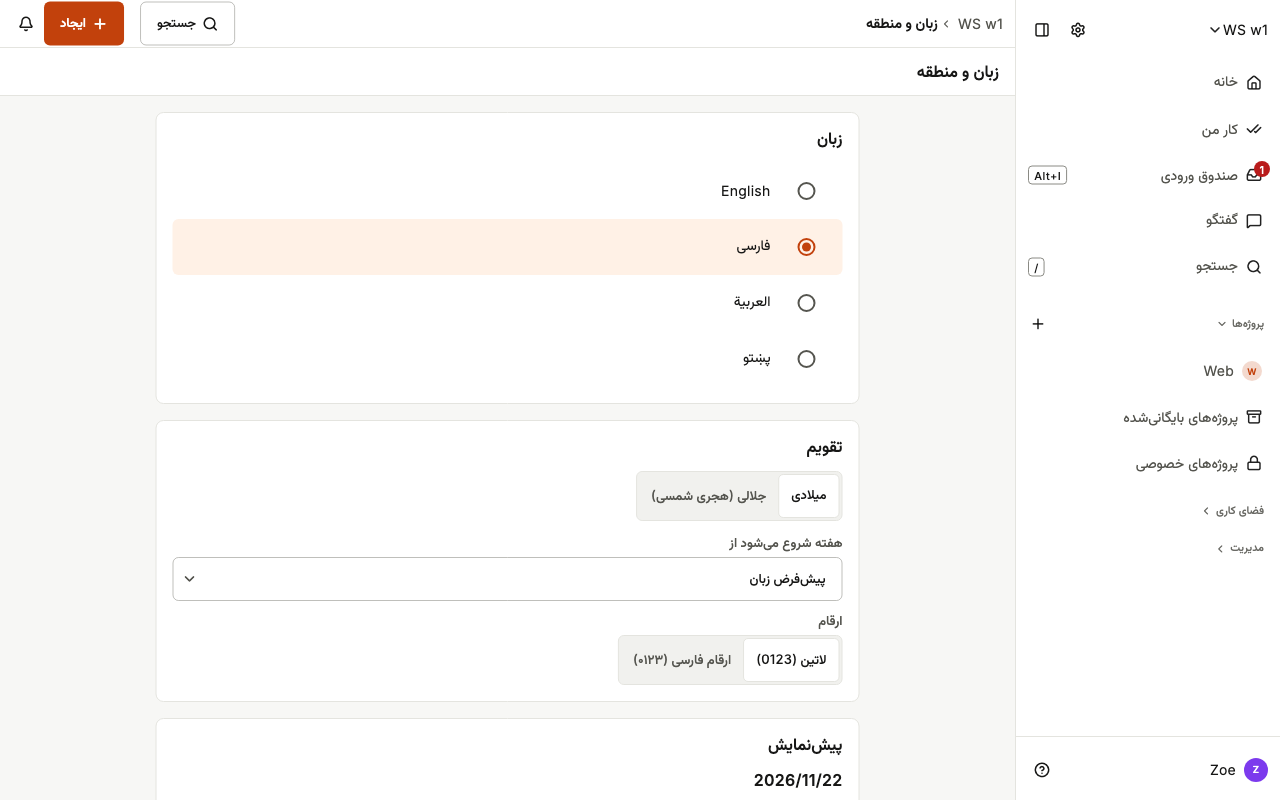 WS w1
خانه
کار من
صندوق ورودی
1
Alt+I
گفتگو
جستجو
/
پروژه‌ها
W
Web
پروژه‌های بایگانی‌شده
پروژه‌های خصوصی
فضای کاری
مدیریت
Z
Zoe
WS w1 › زبان و منطقه
جستجو
ایجاد
زبان و منطقه
زبان
English
فارسی
العربية
پښتو
تقویم
میلادی
جلالی (هجری شمسی)
هفته شروع می‌شود از
پیش‌فرض زبان
ارقام
لاتین (0123)
ارقام فارسی (۰۱۲۳)
پیش‌نمایش
2026/11/22